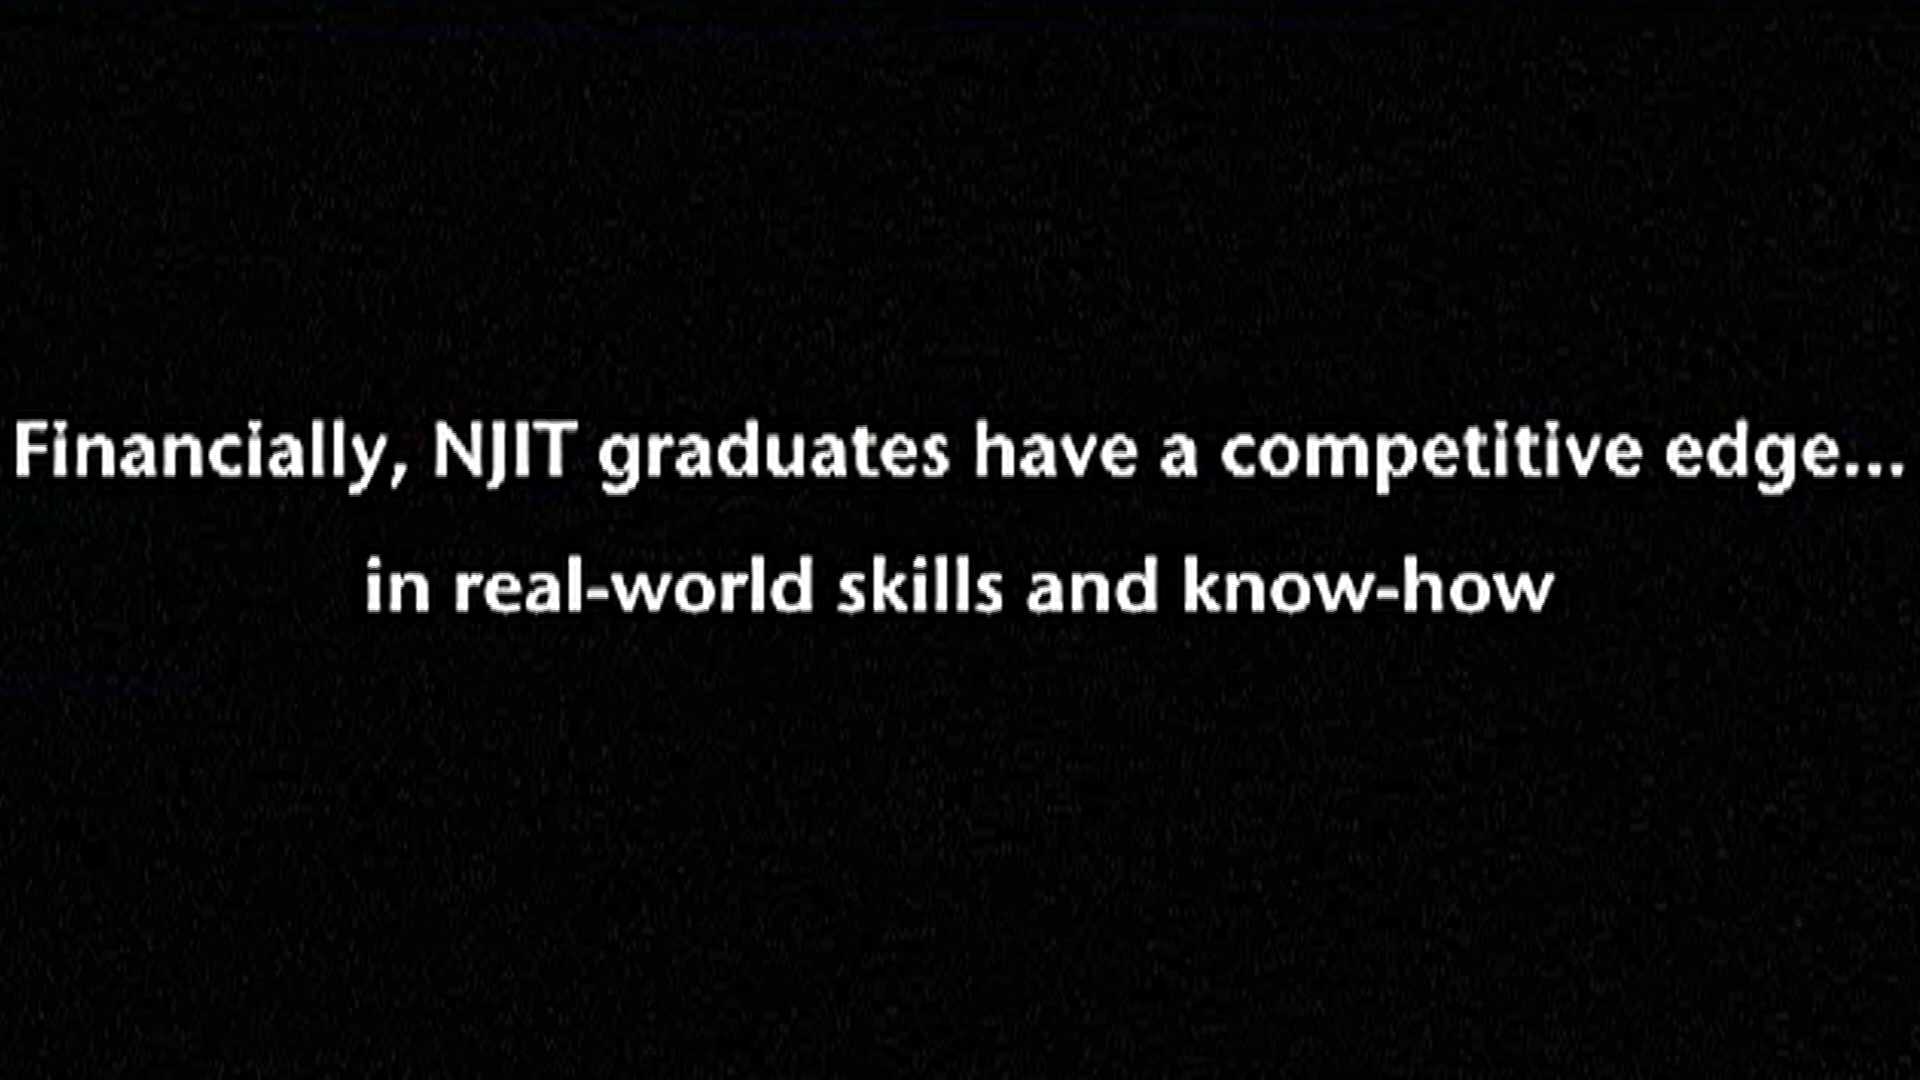 Financially, NJIT graduates have a competitive edge...
in real-world skills and know-how